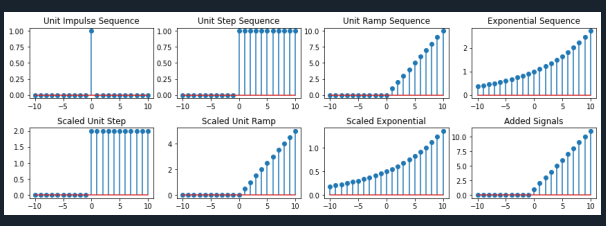 Unit Impulse Sequence
1.00
0.75
0.50
0.25
0.00
-10 -5 0 5 10
Unit Step Sequence
1.00
0.75
0.50
0.25
0.00
-10 -5 0 5 10
Unit Ramp Sequence
10.0
7.5
5.0
2.5
0.0
-10 -5 0 5 10
Exponential Sequence
2
1
0
-10 -5 0 5 10
Scaled Unit Step
2.0
1.5
1.0
0.5
0.0
-10 -5 0 5 10
Scaled Unit Ramp
4
2
0
-10 -5 0 5 10
Scaled Exponential
1.0
0.5
0.0
-10 -5 0 5 10
Added Signals
10.0
7.5
5.0
2.5
0.0
-10 -5 0 5 10